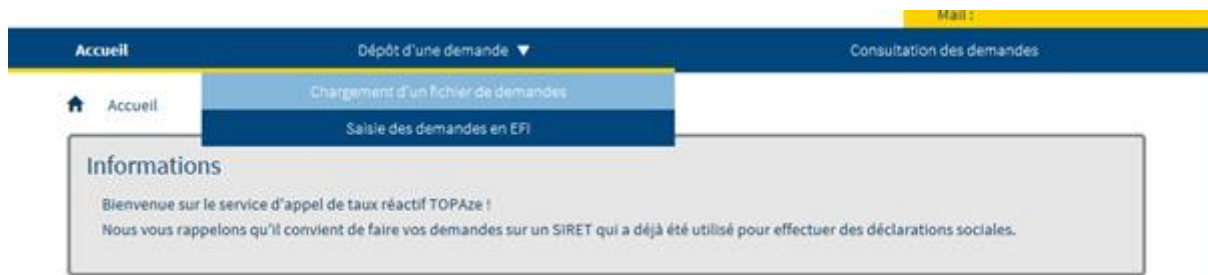 Mail :
Accueil Dépôt d'une demande ▼ Consultation des demandes
Chargement d'un fichier de demandes
Accueil
Saisie des demandes en EFI
Informations
Bienvenue sur le service d'appel de taux réactif TOPAze !
Nous vous rappelons qu'il convient de faire vos demandes sur un SIRET qui a déjà été utilisé pour effectuer des déclarations sociales.